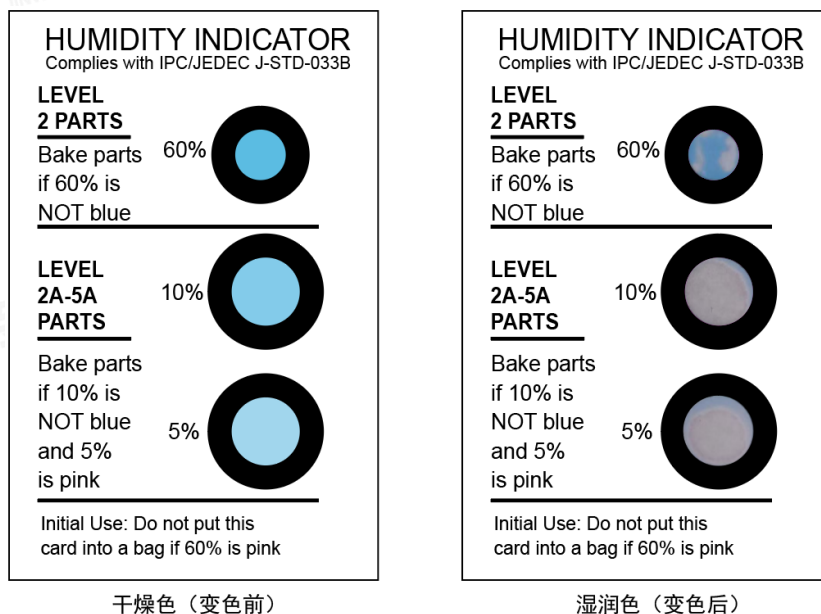 HUMIDITY INDICATOR
Complies with IPC/JEDEC J-STD-033B
LEVEL
2 PARTS
Bake parts
if 60% is
NOT blue
60%
LEVEL
2A-5A
PARTS
Bake parts
if 10% is
NOT blue
and 5%
is pink
10%
5%
Initial Use: Do not put this
card into a bag if 60% is pink
干燥色（变色前）
HUMIDITY INDICATOR
Complies with IPC/JEDEC J-STD-033B
LEVEL
2 PARTS
Bake parts
if 60% is
NOT blue
60%
LEVEL
2A-5A
PARTS
Bake parts
if 10% is
NOT blue
and 5%
is pink
10%
5%
Initial Use: Do not put this
card into a bag if 60% is pink
湿润色（变色后）